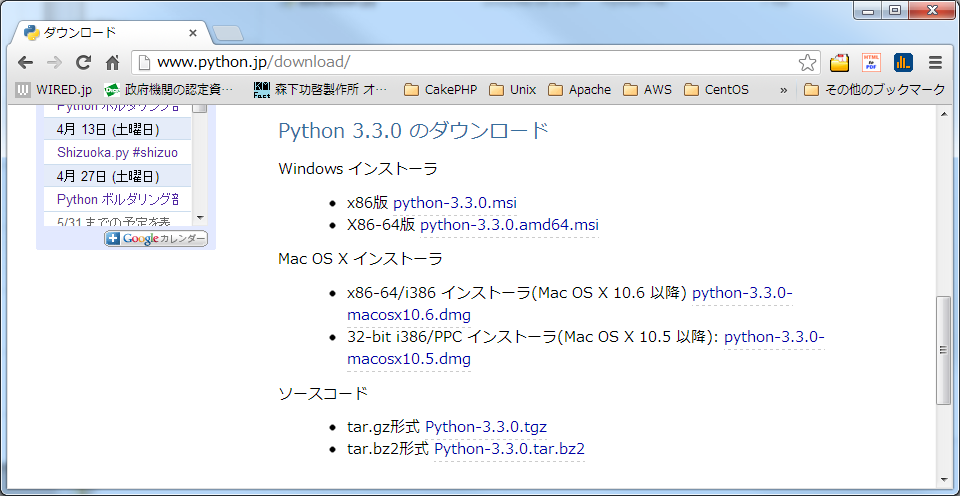 ダウンロード
www.python.jp/download/
WIRED.jp 政府機関の認定資… 森下功啓製作所 オ… CakePHP Unix Apache AWS CentOS » その他のブックマーク
Python ボルダリング部
4月 13日 (土曜日)
Shizuoka.py #shizuo
4月 27日 (土曜日)
Python ボルダリング部
5/31までの予定を表
Google カレンダー
Python 3.3.0 のダウンロード
Windows インストーラ
x86版 python-3.3.0.msi
X86-64版 python-3.3.0.amd64.msi
Mac OS X インストーラ
x86-64/i386 インストーラ(Mac OS X 10.6 以降) python-3.3.0-
macosx10.6.dmg
32-bit i386/PPC インストーラ(Mac OS X 10.5 以降): python-3.3.0-
macosx10.5.dmg
ソースコード
tar.gz形式 Python-3.3.0.tgz
tar.bz2形式 Python-3.3.0.tar.bz2